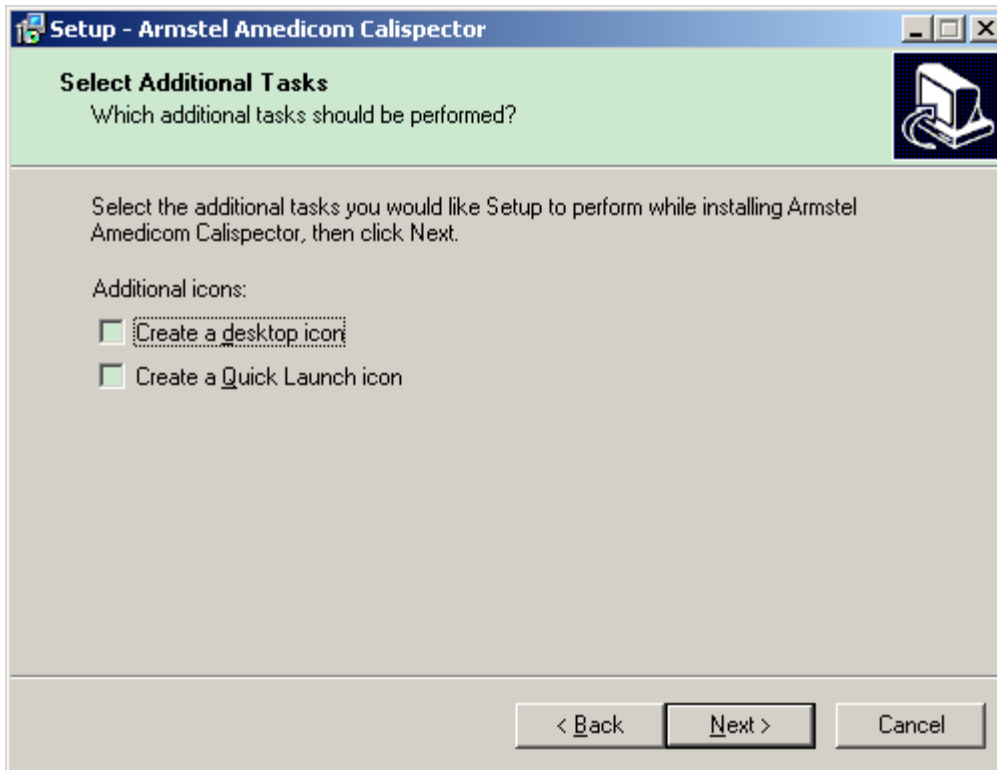 Setup - Armstel Amedicom Calispector
Select Additional Tasks
Which additional tasks should be performed?
Select the additional tasks you would like Setup to perform while installing Armstel
Amedicom Calispector, then click Next.
Additional icons:
Create a desktop icon
Create a Quick Launch icon
< Back
Next >
Cancel